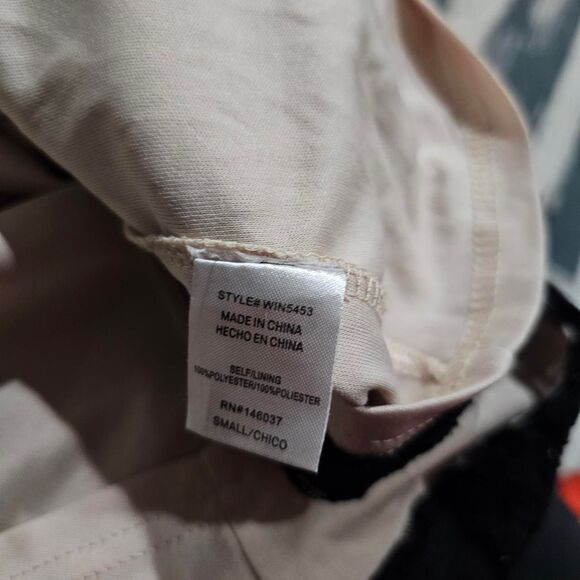 STYLE# WIN5453
MADE IN CHINA
HECHO EN CHINA
SELF/LINING
100%POLYESTER/100%POLIESTER
RN#146037
SMALL/CHICO